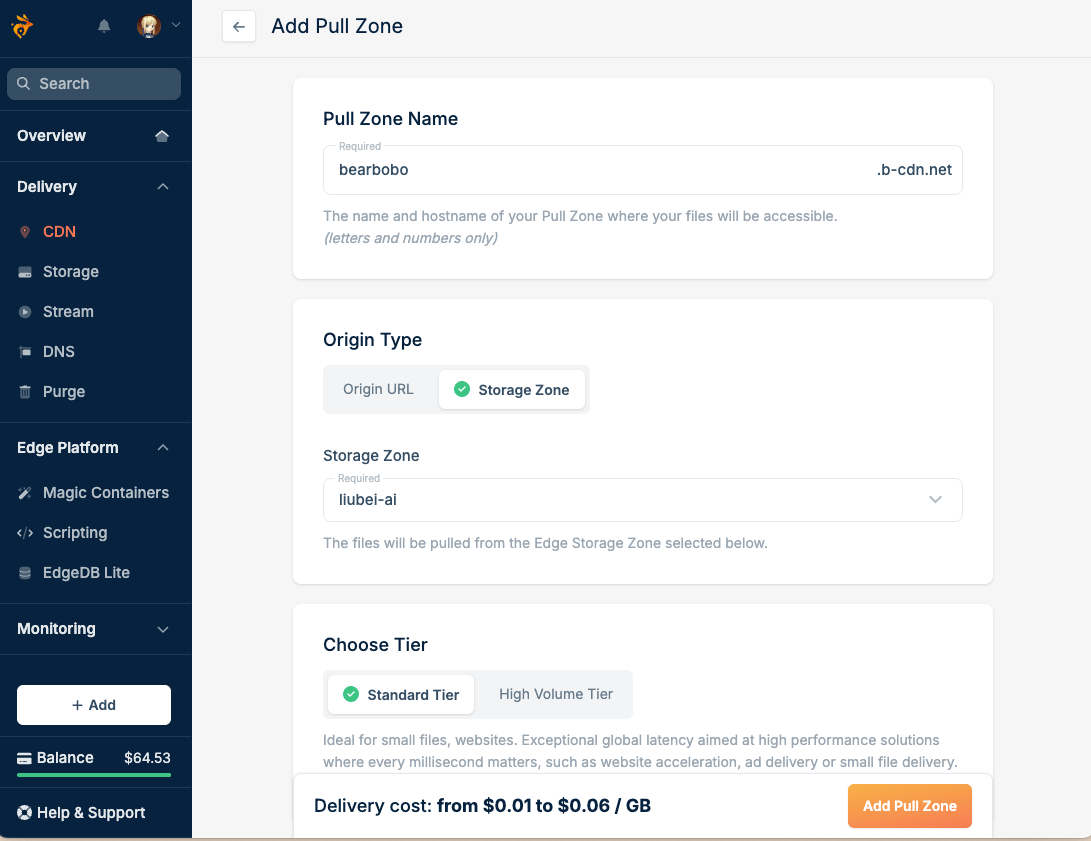 Add Pull Zone
Search
Overview
Delivery
CDN
Storage
Stream
DNS
Purge
Edge Platform
Magic Containers
Scripting
EdgeDB Lite
Monitoring
+ Add
Balance $64.53
Help & Support
Pull Zone Name
Required
bearbobo .b-cdn.net
The name and hostname of your Pull Zone where your files will be accessible.
(letters and numbers only)
Origin Type
Origin URL Storage Zone
Storage Zone
Required
liubei-ai
The files will be pulled from the Edge Storage Zone selected below.
Choose Tier
Standard Tier High Volume Tier
Ideal for small files, websites. Exceptional global latency aimed at high performance solutions
where every millisecond matters, such as website acceleration, ad delivery or small file delivery.
Delivery cost: from $0.01 to $0.06 / GB
Add Pull Zone